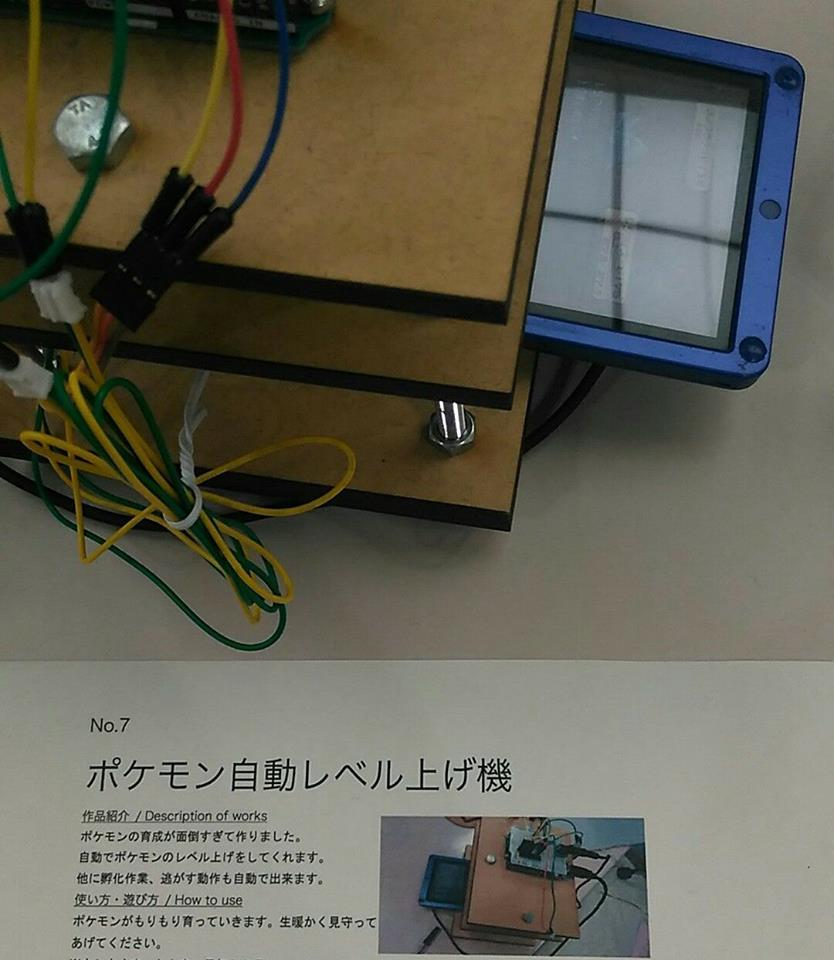 No.7
ポケモン自動レベル上げ機
作品紹介 / Description of works
ポケモンの育成が面倒すぎて作りました。
自動でポケモンのレベル上げをしてくれます。
他に孵化作業、逃がす動作も自動で出来ます。
使い方・遊び方 / How to use
ポケモンがもりもり育っていきます。生暖かく見守って
あげてください。